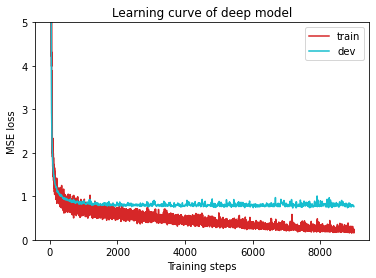 Learning curve of deep model
train
dev
MSE loss
5
4
3
2
1
0
0
2000
4000
6000
8000
Training steps